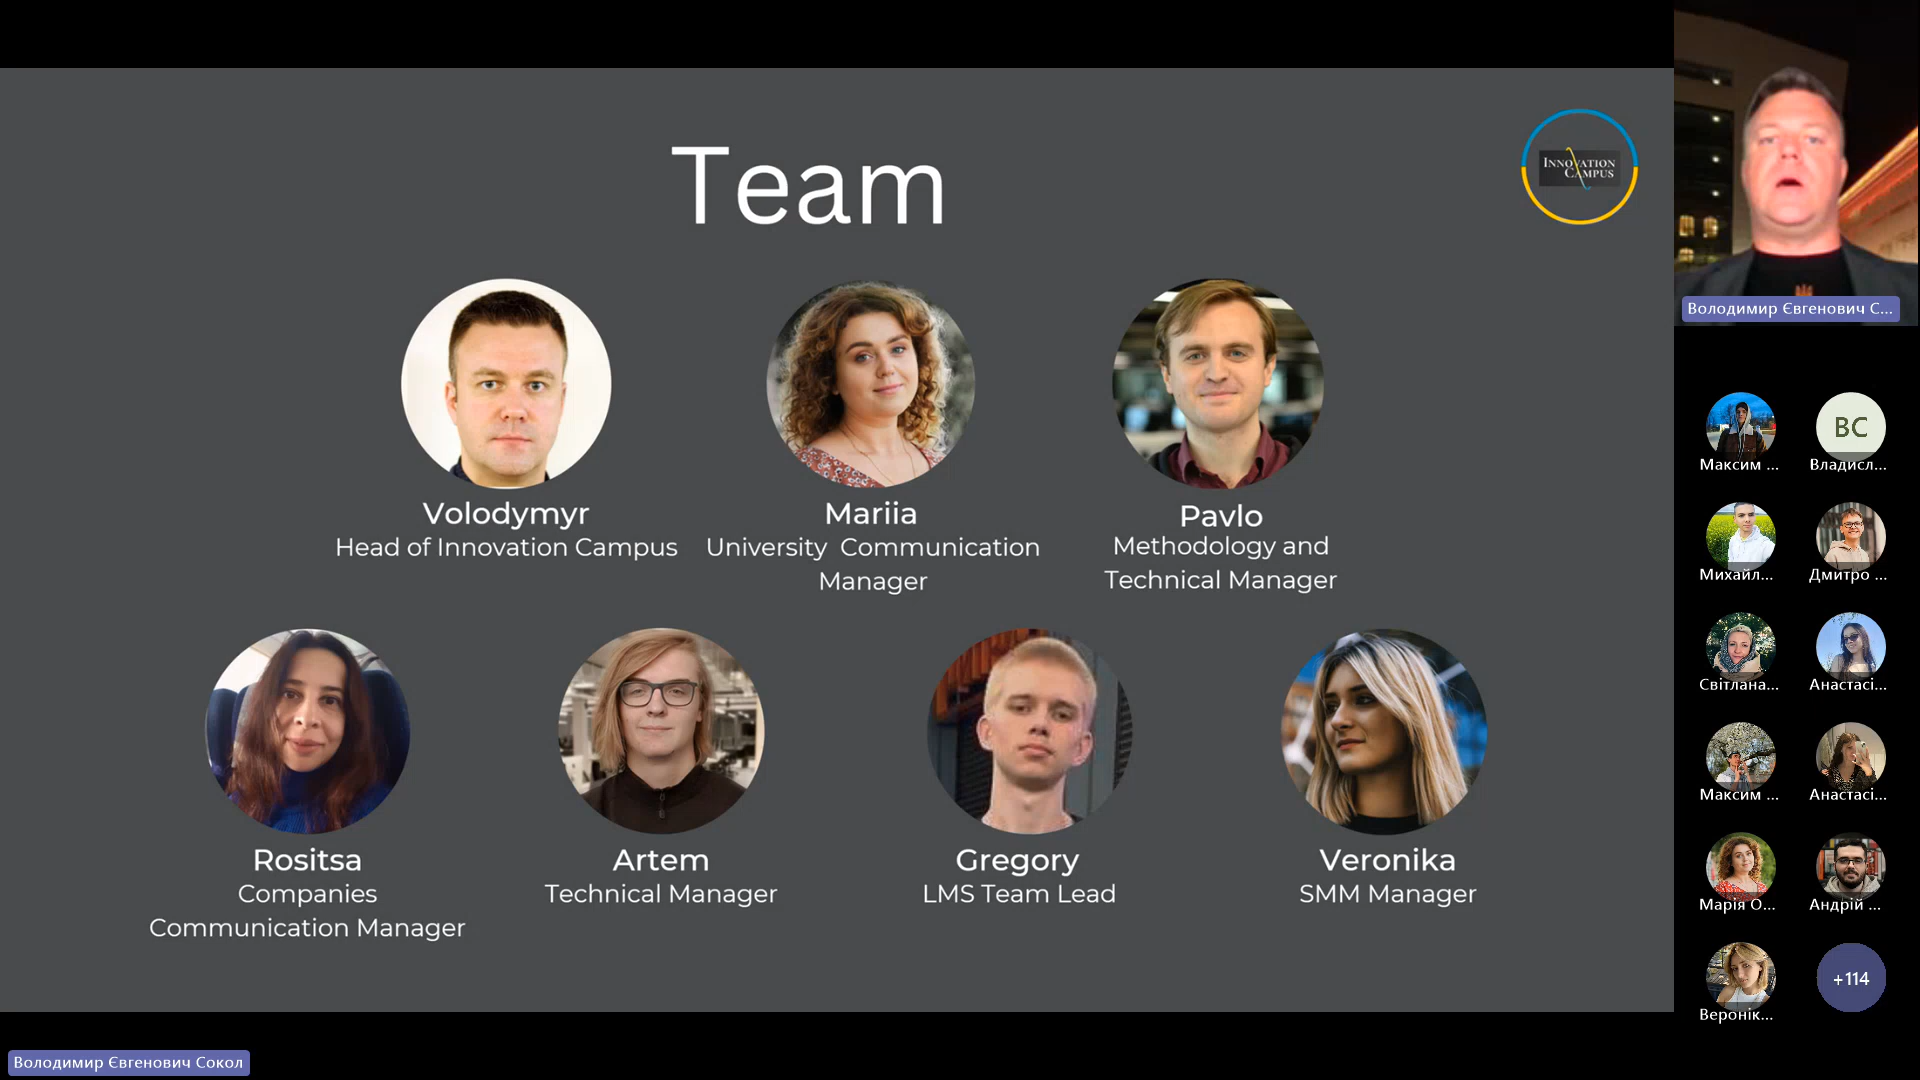 Team
INNOVATION
CAMPUS
Volodymyr
Head of Innovation Campus
Mariia
University Communication
Manager
Pavlo
Methodology and
Technical Manager
Rositsa
Companies
Communication Manager
Artem
Technical Manager
Gregory
LMS Team Lead
Veronika
SMM Manager
Володимир Євгенович С...
Максим ...
ВС
Владисл...
Михайл...
Дмитро ...
Світлана...
Анастасі...
Максим ...
Анастасі...
Марія О...
Андрій ...
Веронік...
+114
Володимир Євгенович Сокол